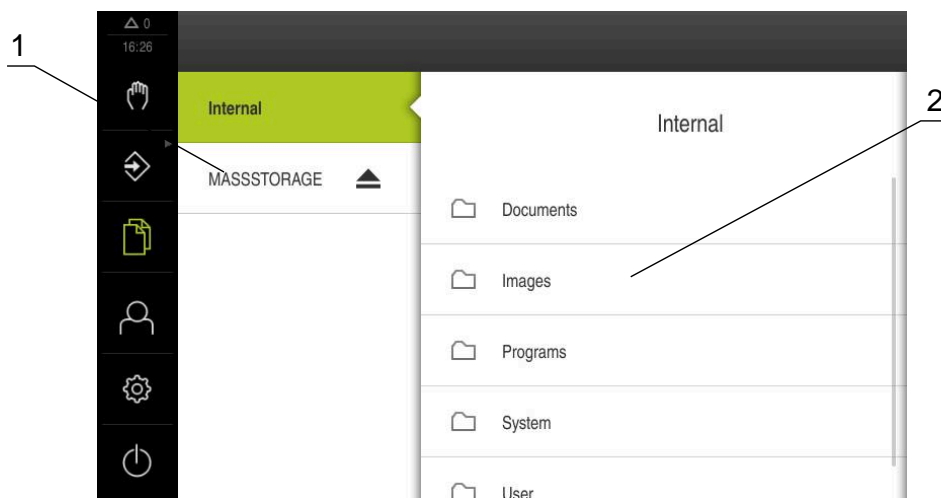 1
0
16:26
Internal
MASSSTORAGE
Internal
Documents
Images
Programs
System
User
2